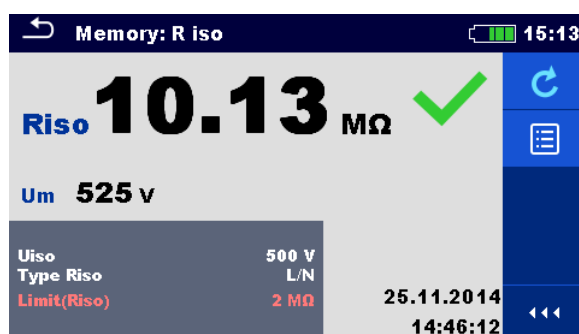 Memory: R iso 15:13
Riso 10.13 MΩ
Um 525 V
Uiso 500 V
Type Riso L/N
Limit(Riso) 2 MΩ
25.11.2014
14:46:12